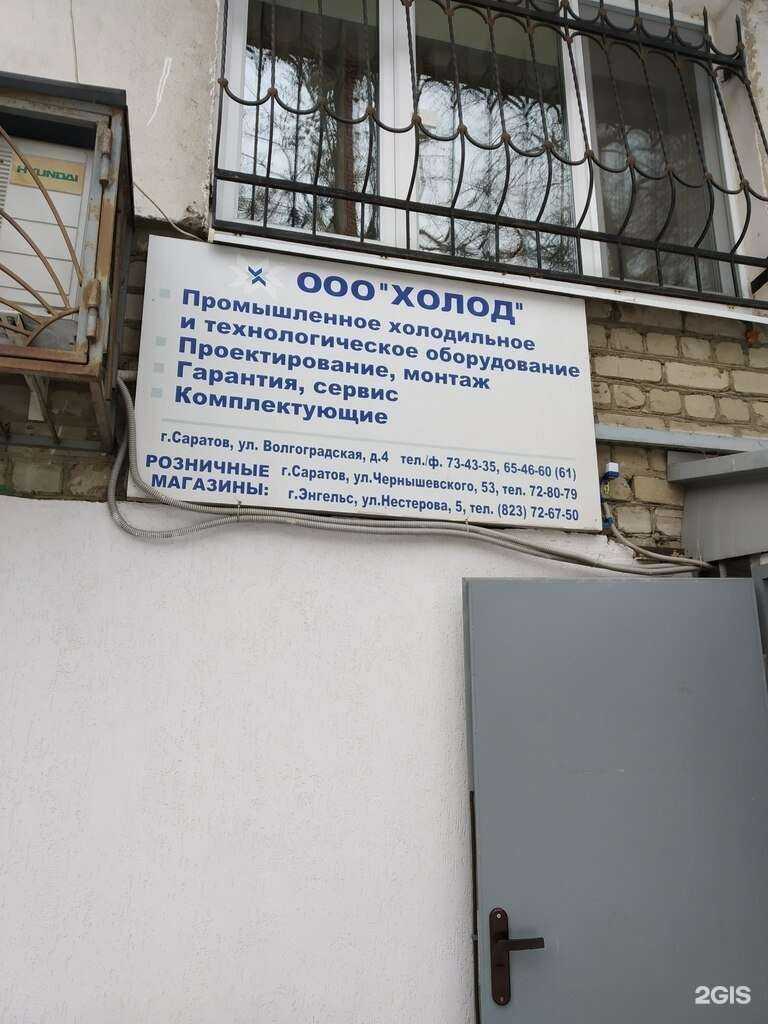 HYUNDAI
ООО "ХОЛОД"
Промышленное холодильное
и технологическое оборудование
Проектирование, монтаж
Гарантия, сервис
Комплектующие
г.Саратов, ул. Волгоградская, д.4 тел./ф. 73-43-35, 65-46-60 (61)
РОЗНИЧНЫЕ МАГАЗИНЫ:
г.Саратов, ул.Чернышевского, 53, тел. 72-80-79
г.Энгельс, ул.Нестерова, 5, тел. (823) 72-67-50
2GIS